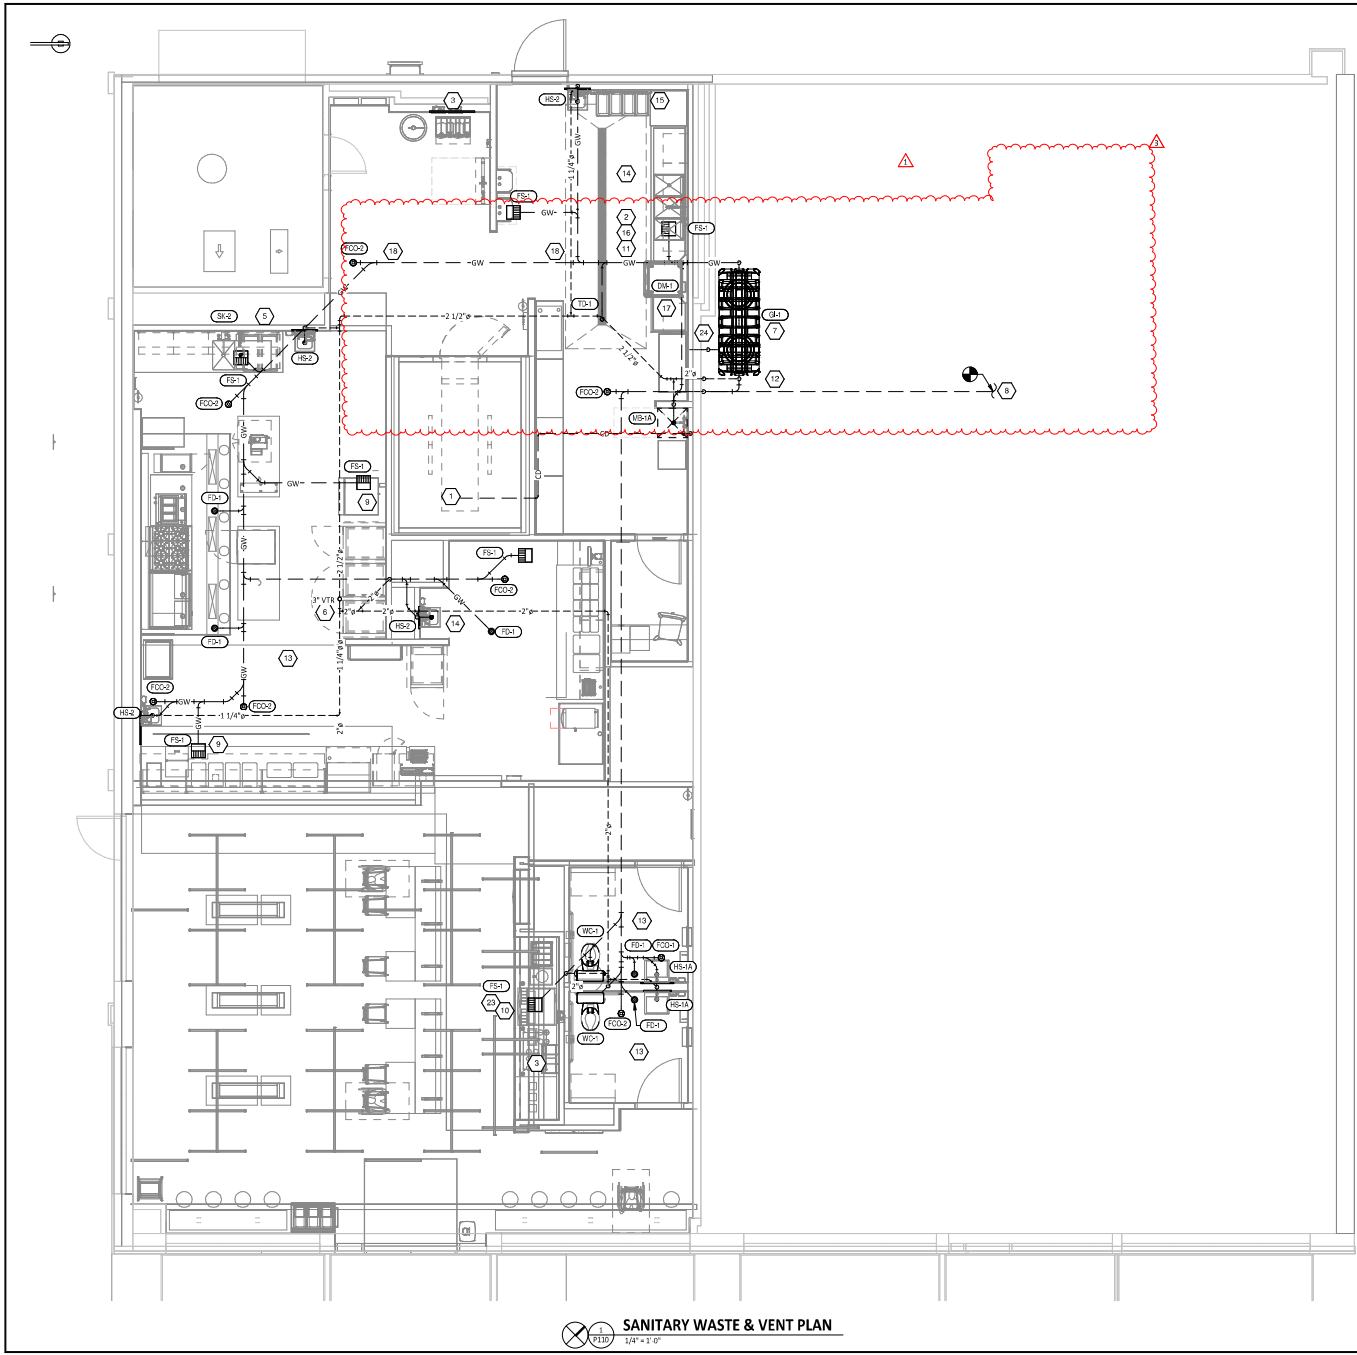 HS-2
3
15
GW
1 1/4"ø
14
FS-1
GW
2
16
11
FS-1
FCO-2
18
18
GW
GW
GW
DM-1
GW
SK-2
5
TD-1
17
GI-1
7
2 1/2"ø
24
HS-2
2 1/2"ø
FS-1
2"ø
12
FCO-2
FCO-2
8
MB-1A
GW
CD
FS-1
CD
GW
1
9
FD-1
GW
FS-1
2 1/2"ø
FCO-2
3" VTR
2"ø
GW
6
2"ø
2"ø
2"ø
HS-2
14
FD-1
FD-1
13
1 1/4"ø
GW
FCO-2
GW
FCO-2
HS-2
1 1/4"ø
GW
2"ø
FS-1
9
2"ø
13
WC-1
FD-1
FCO-1
HS-1A
FS-1
2"ø
23
10
HS-1A
FCO-2
FD-1
WC-1
13
3
1
3
1
P110
SANITARY WASTE & VENT PLAN
1/4" = 1'-0"